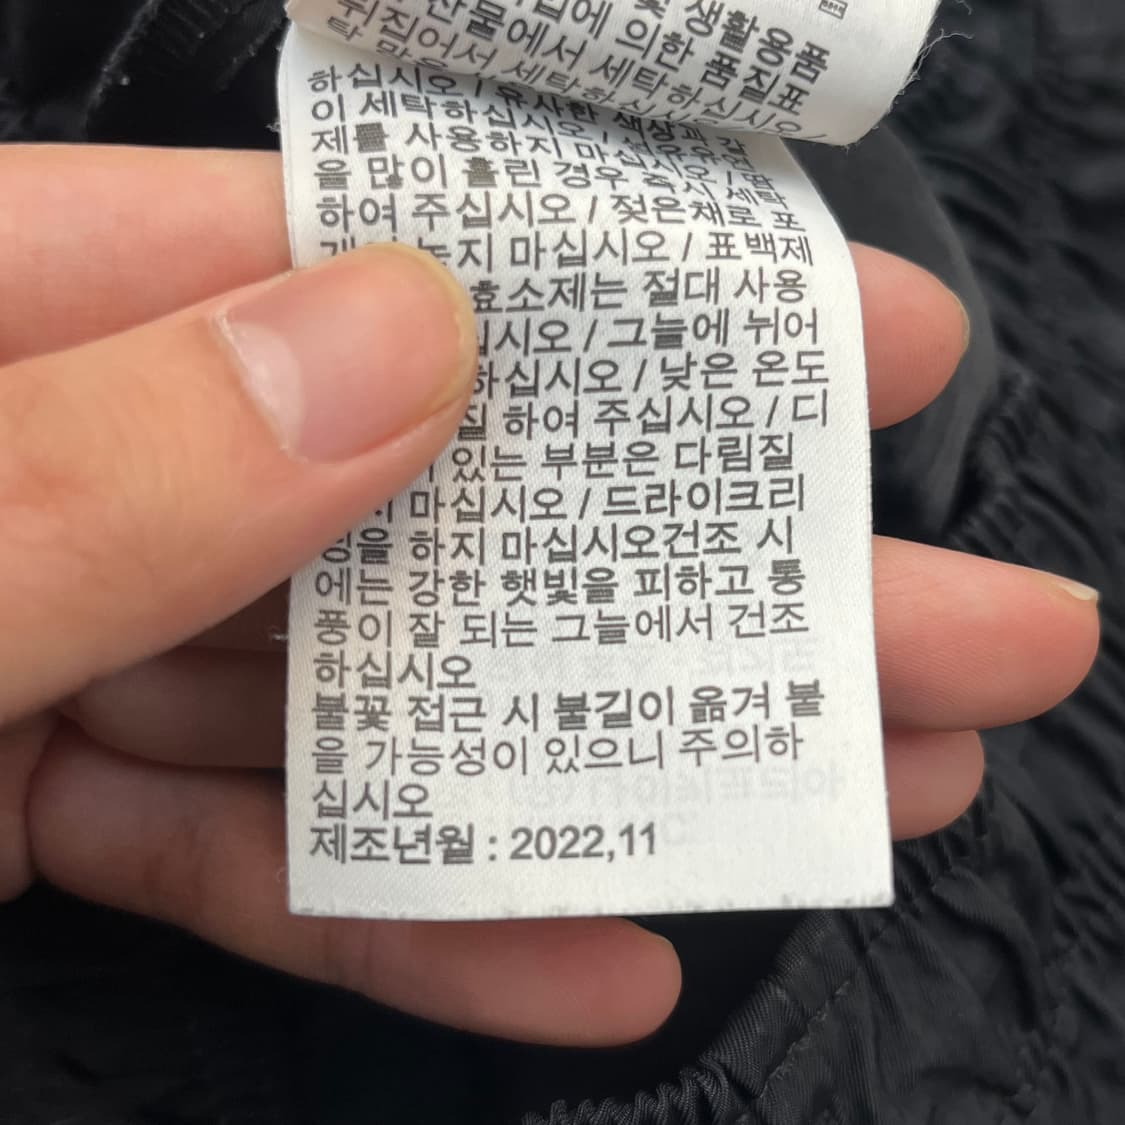 생활용품
의한 품질표
산물에서 세탁하십시오 /
뒤집어서 세탁하십시
하십시오 / 유사한 색상과 같
이 세탁하십시오 /
제를 사용하지 마십시오 / 땀
을 많이 흘린 경우 즉시 세탁
하여 주십시오 / 젖은채로 포
놓지 마십시오 / 표백제
효소제는 절대 사용
십시오 / 그늘에 뉘어
하십시오 / 낮은 온도
질 하여 주십시오 / 디
있는 부분은 다림질
마십시오 / 드라이크리
닝을 하지 마십시오건조 시
에는 강한 햇빛을 피하고 통
풍이 잘 되는 그늘에서 건조
하십시오
불꽃 접근 시 불길이 옮겨 붙
을 가능성이 있으니 주의하
십시오
제조년월 : 2022,11